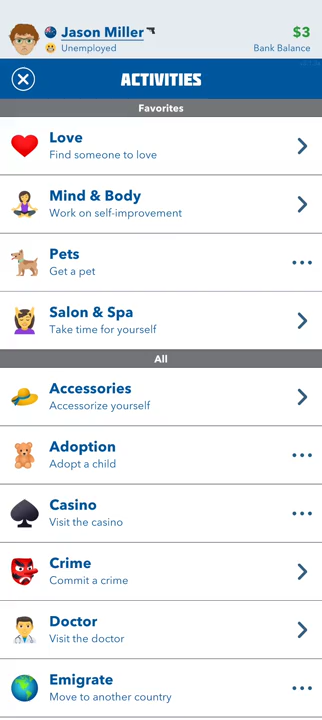 Jason Miller
$3
Unemployed
Bank Balance
ACTIVITIES
Favorites
Love
Find someone to love
Mind & Body
Work on self-improvement
Pets
Get a pet
Salon & Spa
Take time for yourself
All
Accessories
Accessorize yourself
Adoption
Adopt a child
Casino
Visit the casino
Crime
Commit a crime
Doctor
Visit the doctor
Emigrate
Move to another country